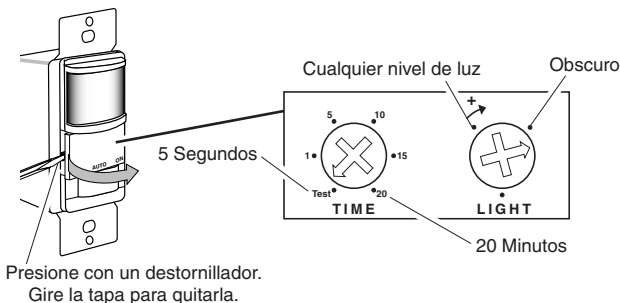 Cualquier nivel de luz
Obscuro
+
5
10
1
15
Test
20
TIME
LIGHT
5 Segundos
AUTO ON
20 Minutos
Presione con un destornillador.
Gire la tapa para quitarla.